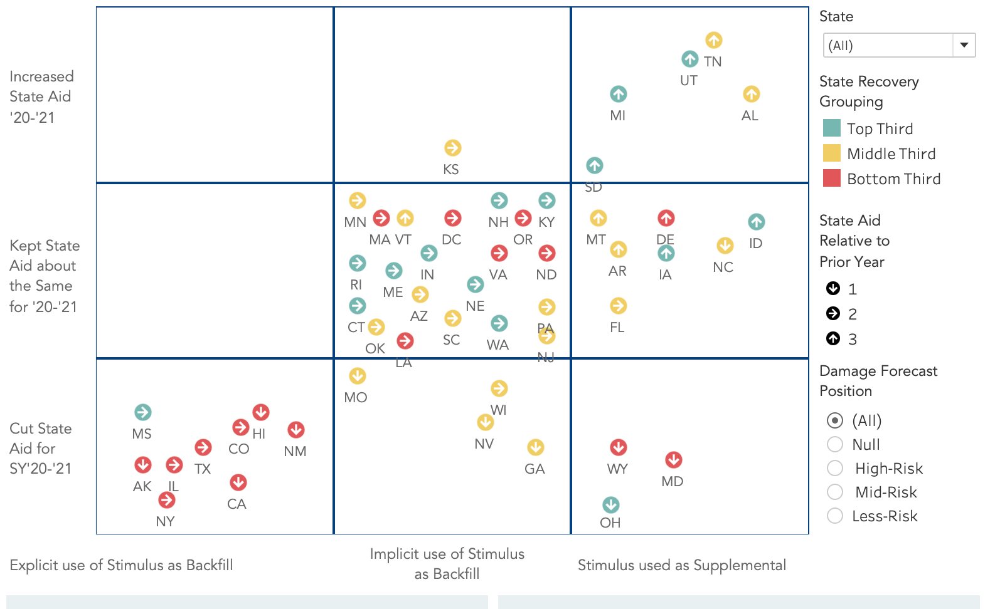 Increased
State Aid
'20-'21
Kept State
Aid about
the Same
for '20-'21
Cut State
Aid for
SY'20-'21
TN
UT
MI
AL
KS
SD
MN
MA
VT
DC
NH
OR
KY
RI
ME
IN
VA
ND
AZ
NE
CT
OK
LA
SC
WA
PA
NJ
MT
DE
ID
AR
IA
NC
FL
MS
CO
HI
NM
AK
IL
TX
NY
CA
MO
WI
NV
GA
WY
MD
OH
Explicit use of Stimulus as Backfill
Implicit use of Stimulus
as Backfill
Stimulus used as Supplemental
State
(All)
State Recovery
Grouping
Top Third
Middle Third
Bottom Third
State Aid
Relative to
Prior Year
1
2
3
Damage Forecast
Position
(All)
Null
High-Risk
Mid-Risk
Less-Risk